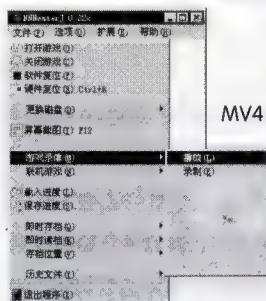 文件(F) 选项(O) 扩展(E) 帮助(H)
打开游戏(O)
关闭游戏(C)
软件复位(S)
硬件复位(R) Ctrl+R
更换磁盘(D)
屏幕截图(T) F12
游戏录像(M)
播放(L)
录制(R)
联机游戏(N)
载入进度(L)
保存进度(S)
即时存档(Q)
即时读档(W)
存档位置(V)
历史文件(I)
退出程序(X)
MV4